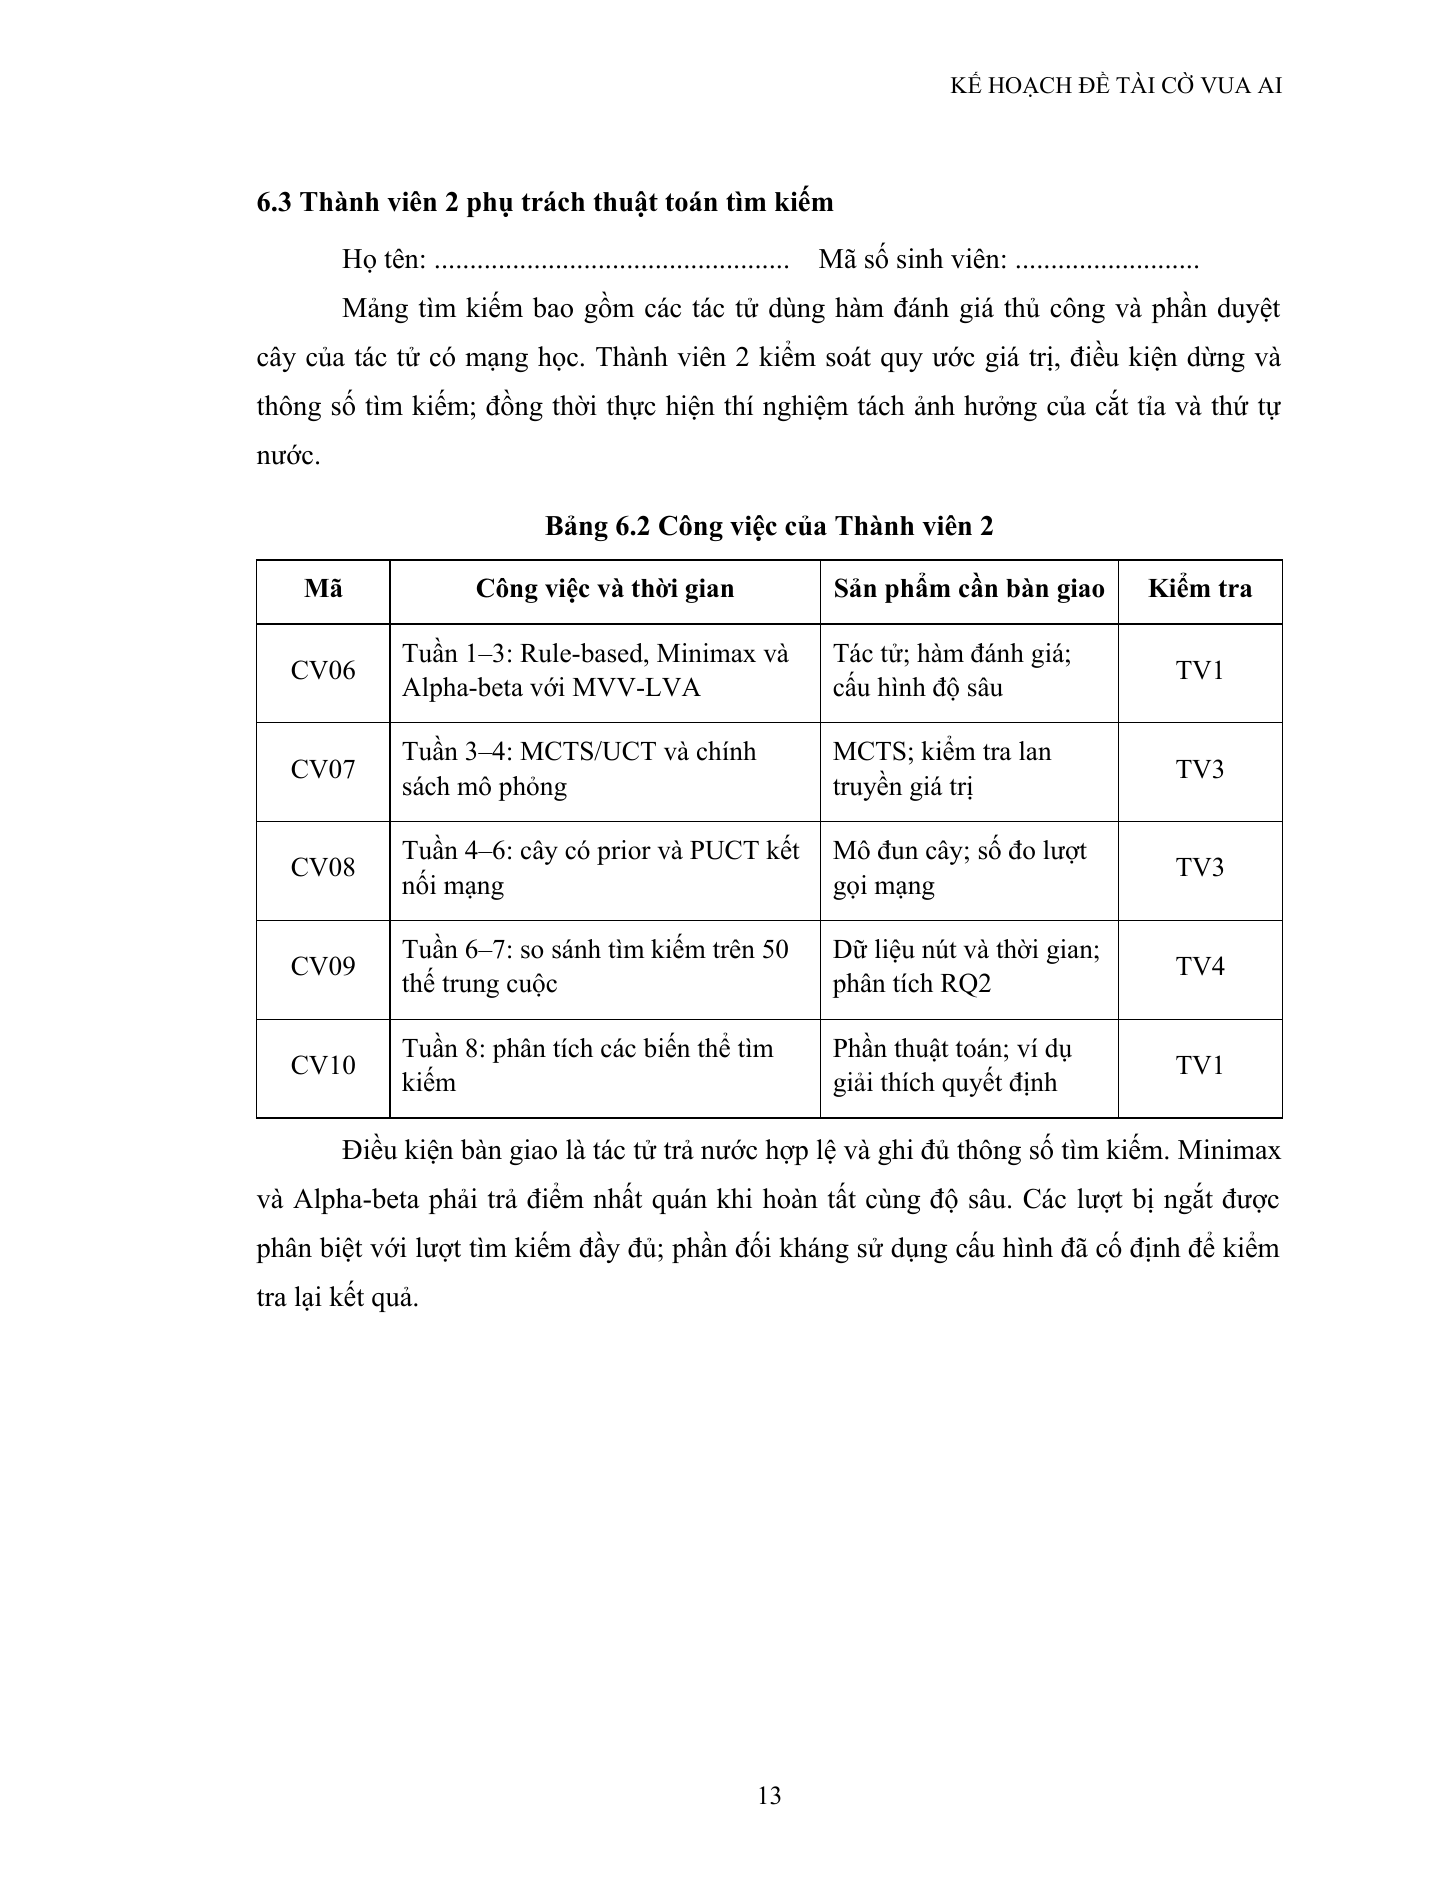 KẾ HOẠCH ĐỀ TÀI CỜ VUA AI
6.3 Thành viên 2 phụ trách thuật toán tìm kiếm
Họ tên: .................................................. Mã số sinh viên: ..........................
Mảng tìm kiếm bao gồm các tác tử dùng hàm đánh giá thủ công và phần duyệt
cây của tác tử có mạng học. Thành viên 2 kiểm soát quy ước giá trị, điều kiện dừng và
thông số tìm kiếm; đồng thời thực hiện thí nghiệm tách ảnh hưởng của cắt tỉa và thứ tự
nước.
Bảng 6.2 Công việc của Thành viên 2
Mã Công việc và thời gian Sản phẩm cần bàn giao Kiểm tra
CV06 Tuần 1–3: Rule-based, Minimax và Alpha-beta với MVV-LVA Tác tử; hàm đánh giá; cấu hình độ sâu TV1
CV07 Tuần 3–4: MCTS/UCT và chính sách mô phỏng MCTS; kiểm tra lan truyền giá trị TV3
CV08 Tuần 4–6: cây có prior và PUCT kết nối mạng Mô đun cây; số đo lượt gọi mạng TV3
CV09 Tuần 6–7: so sánh tìm kiếm trên 50 thế trung cuộc Dữ liệu nút và thời gian; phân tích RQ2 TV4
CV10 Tuần 8: phân tích các biến thể tìm kiếm Phần thuật toán; ví dụ giải thích quyết định TV1
Điều kiện bàn giao là tác tử trả nước hợp lệ và ghi đủ thông số tìm kiếm. Minimax
và Alpha-beta phải trả điểm nhất quán khi hoàn tất cùng độ sâu. Các lượt bị ngắt được
phân biệt với lượt tìm kiếm đầy đủ; phần đối kháng sử dụng cấu hình đã cố định để kiểm
tra lại kết quả.
13